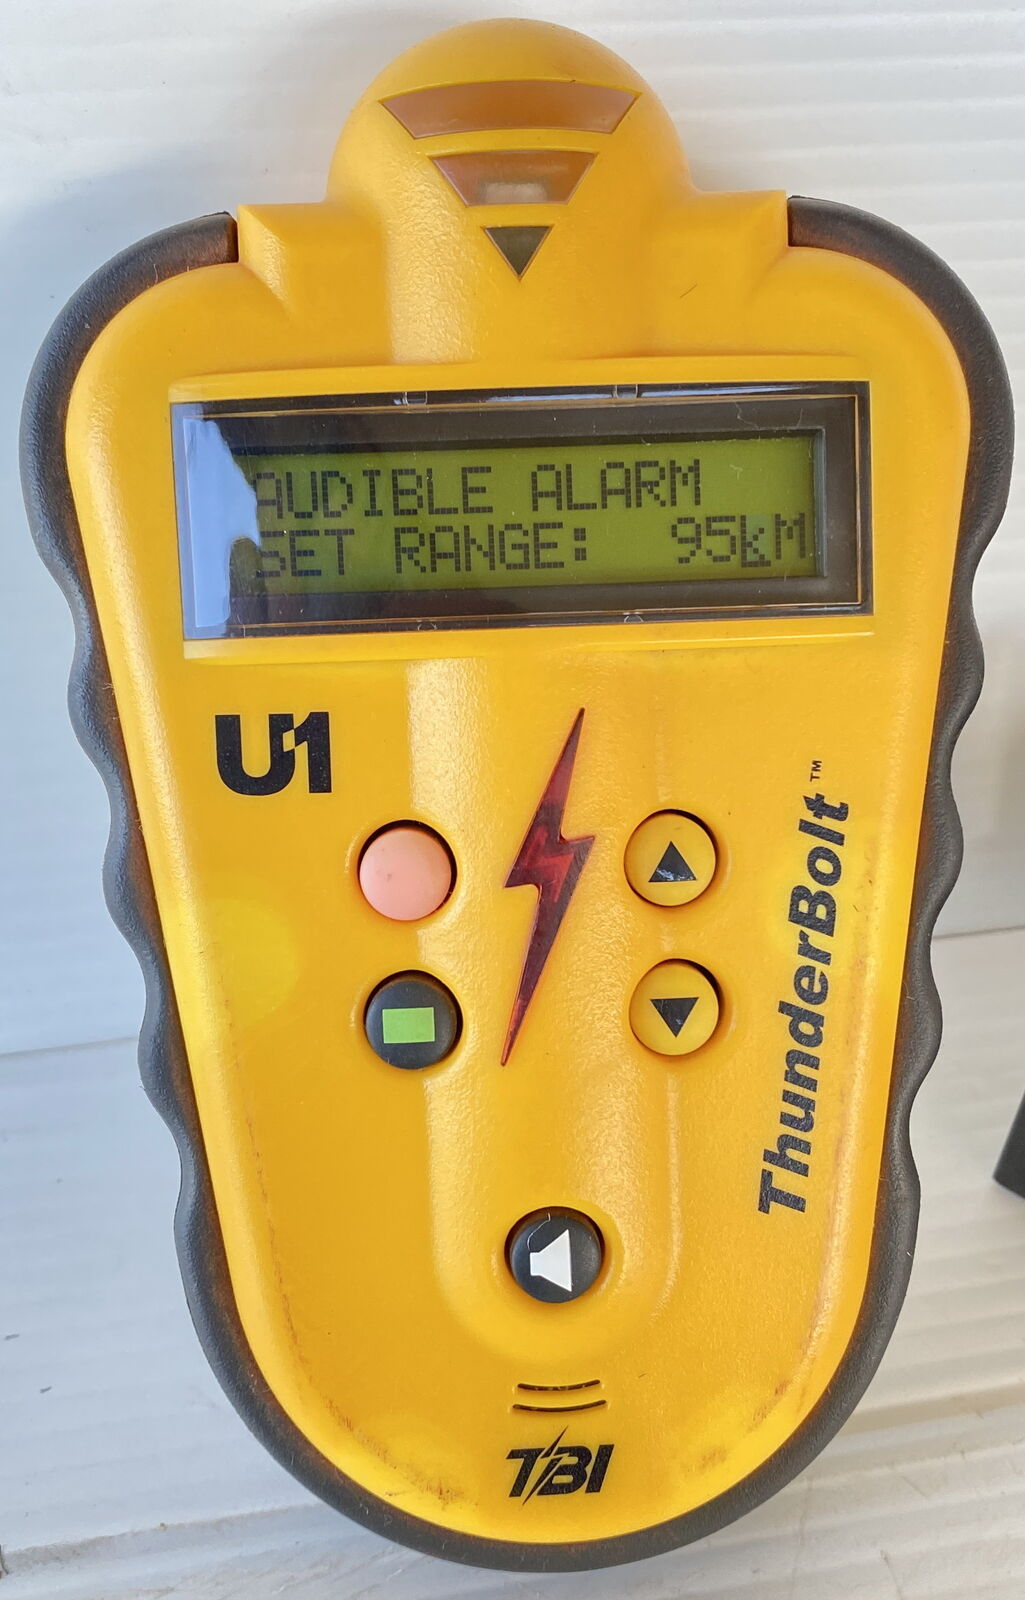 AUDIBLE ALARM
SET RANGE: 95kM
U1
ThunderBolt™
TBI